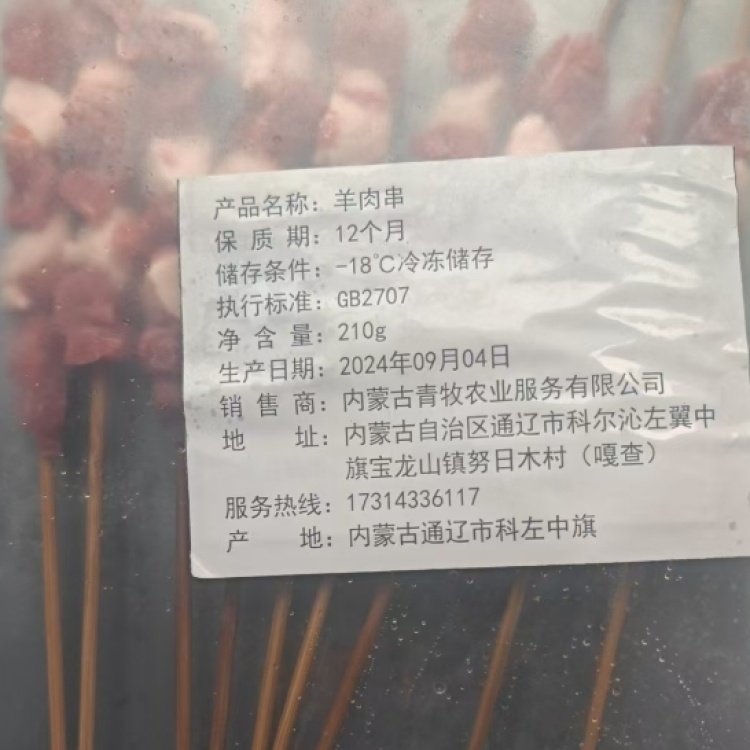 产品名称：羊肉串
保 质 期：12个月
储存条件：-18℃冷冻储存
执行标准：GB2707
净 含 量：210g
生产日期：2024年09月04日
销 售 商：内蒙古青牧农业服务有限公司
地 址：内蒙古自治区通辽市科尔沁左翼中
旗宝龙山镇努日木村（嘎查）
服务热线：17314336117
产 地：内蒙古通辽市科左中旗